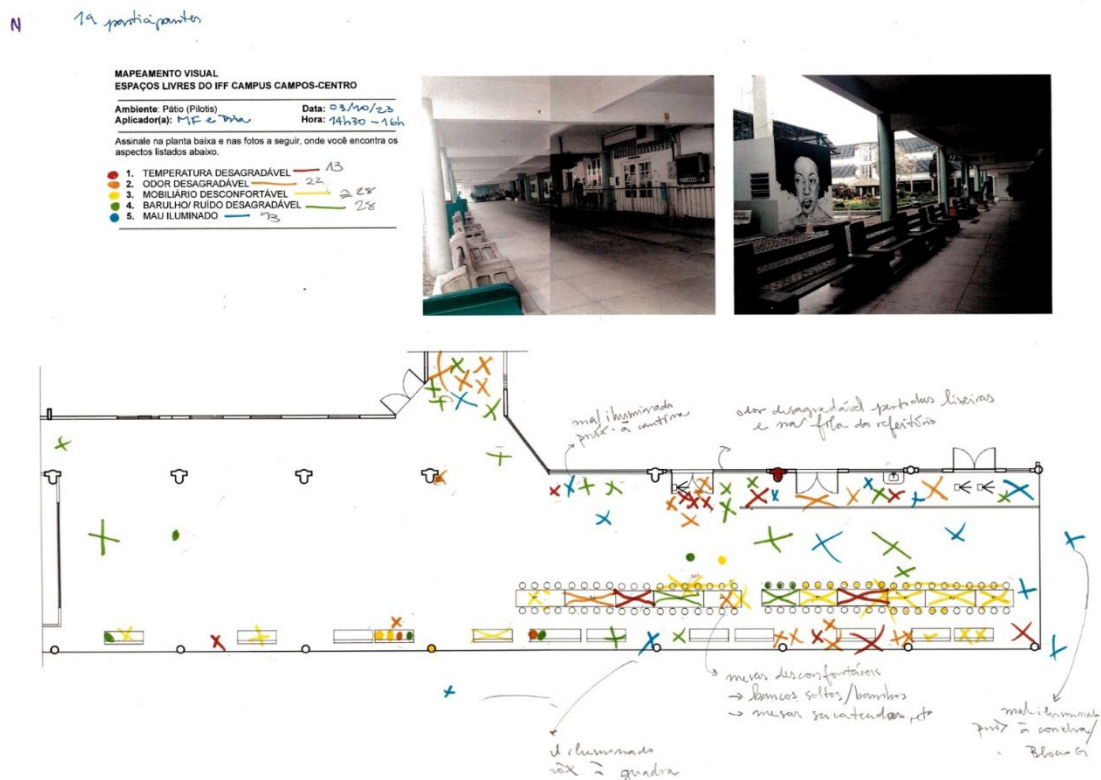 N
19 participantes
MAPEAMENTO VISUAL
ESPAÇOS LIVRES DO IFF CAMPUS CAMPOS-CENTRO
Ambiente: Pátio (Pilotis) Data: 03/10/23
Aplicador(a): MF e Hora: 14h30 - 16h
Assinale na planta baixa e nas fotos a seguir, onde você encontra os
aspectos listados abaixo.
1. TEMPERATURA DESAGRADÁVEL 13
2. ODOR DESAGRADÁVEL 22
3. MOBILIÁRIO DESCONFORTÁVEL 28
4. BARULHO/ RUÍDO DESAGRADÁVEL 28
5. MAU ILUMINADO 13
mal iluminada
próx. à cantina
odor desagradável perto das lixeiras
e na fila do refeitório
mesas desconfortáveis
→ bancos soltos/bambos
→ mesas sucateadas, etc
iluminado
à quadra
mal iluminada
próx à
Bloco G